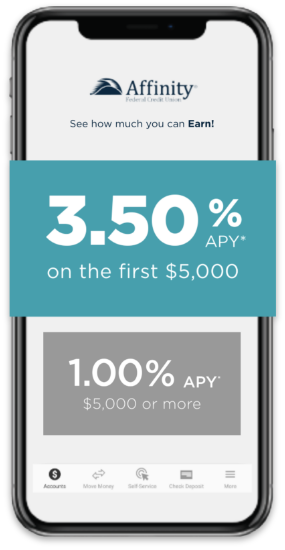 Affinity
Federal Credit Union
See how much you can Earn!
3.50%
APY*
on the first $5,000
1.00% APY*
$5,000 or more
Accounts
Move Money
Self Service
Check Deposit
More